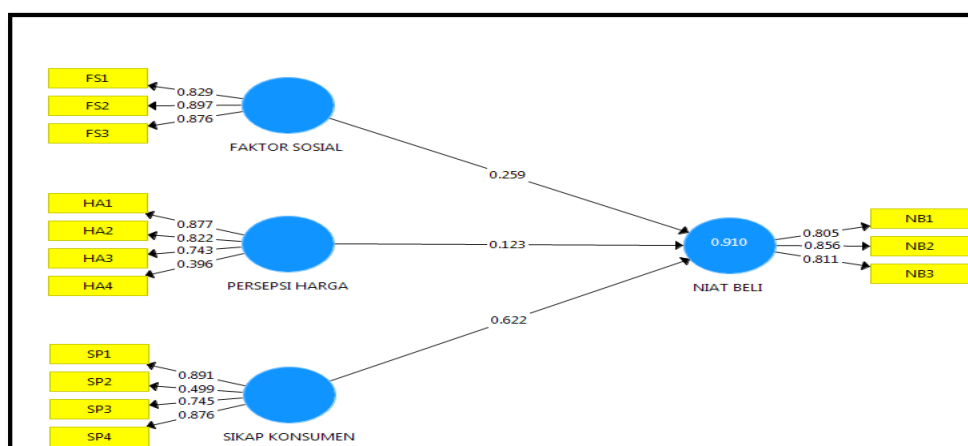 FS1
0.829
FS2
0.897
FS3
0.876
FAKTOR SOSIAL
0.259
HA1
0.877
HA2
0.822
HA3
0.743
HA4
0.396
PERSEPSI HARGA
0.123
SP1
0.891
SP2
0.499
SP3
0.745
SP4
0.876
SIKAP KONSUMEN
0.622
0.910
NIAT BELI
NB1
0.805
NB2
0.856
NB3
0.811